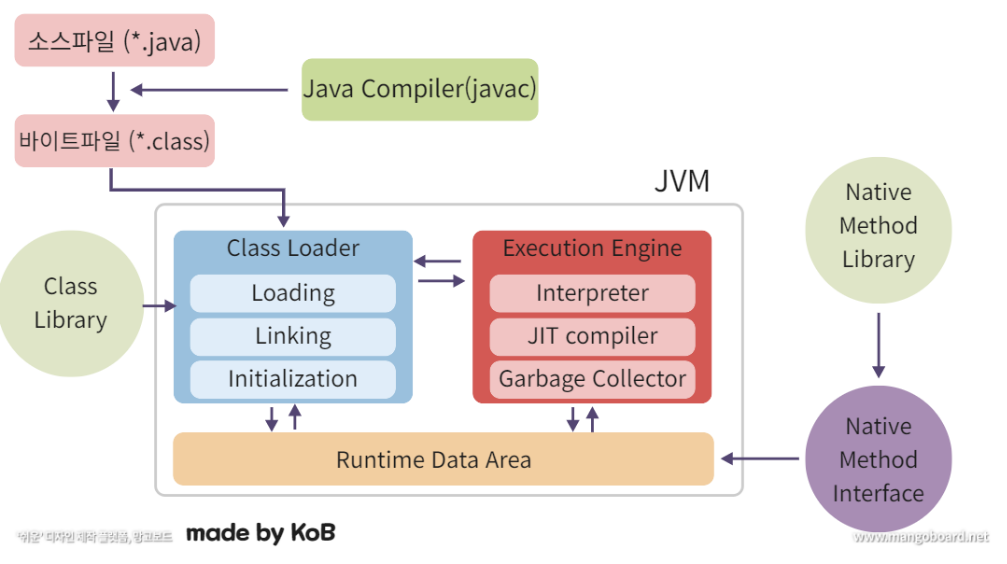 소스파일 (*.java)
Java Compiler(javac)
바이트파일 (*.class)
JVM
Native
Method
Library
Class Loader
Execution Engine
Class
Library
Loading
Linking
Initialization
Interpreter
JIT compiler
Garbage Collector
Runtime Data Area
Native
Method
Interface
'쉬운' 디자인 제작 플랫폼, 망고보드
made by KoB
www.mangoboard.net